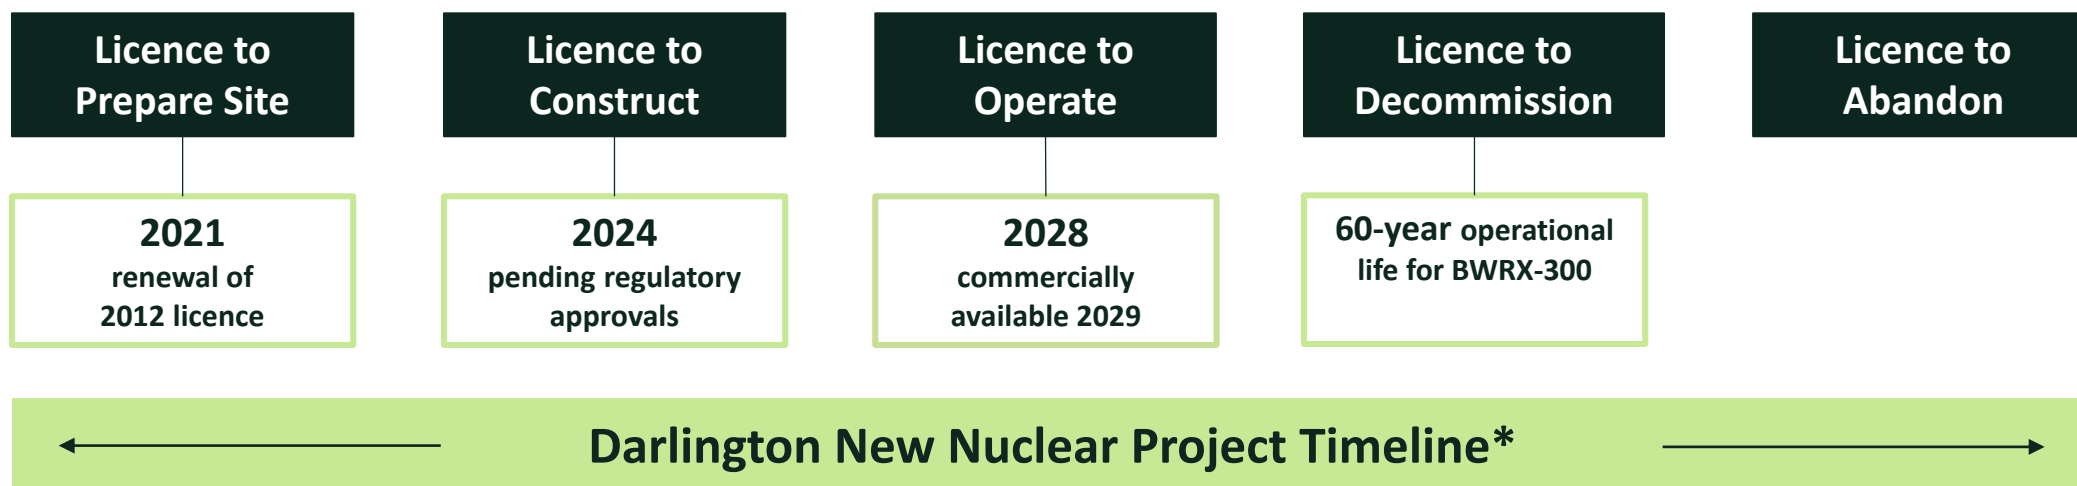 Licence to
Prepare Site
Licence to
Construct
Licence to
Operate
Licence to
Decommission
Licence to
Abandon
2021
renewal of
2012 licence
2024
pending regulatory
approvals
2028
commercially
available 2029
60-year operational
life for BWRX-300
Darlington New Nuclear Project Timeline*